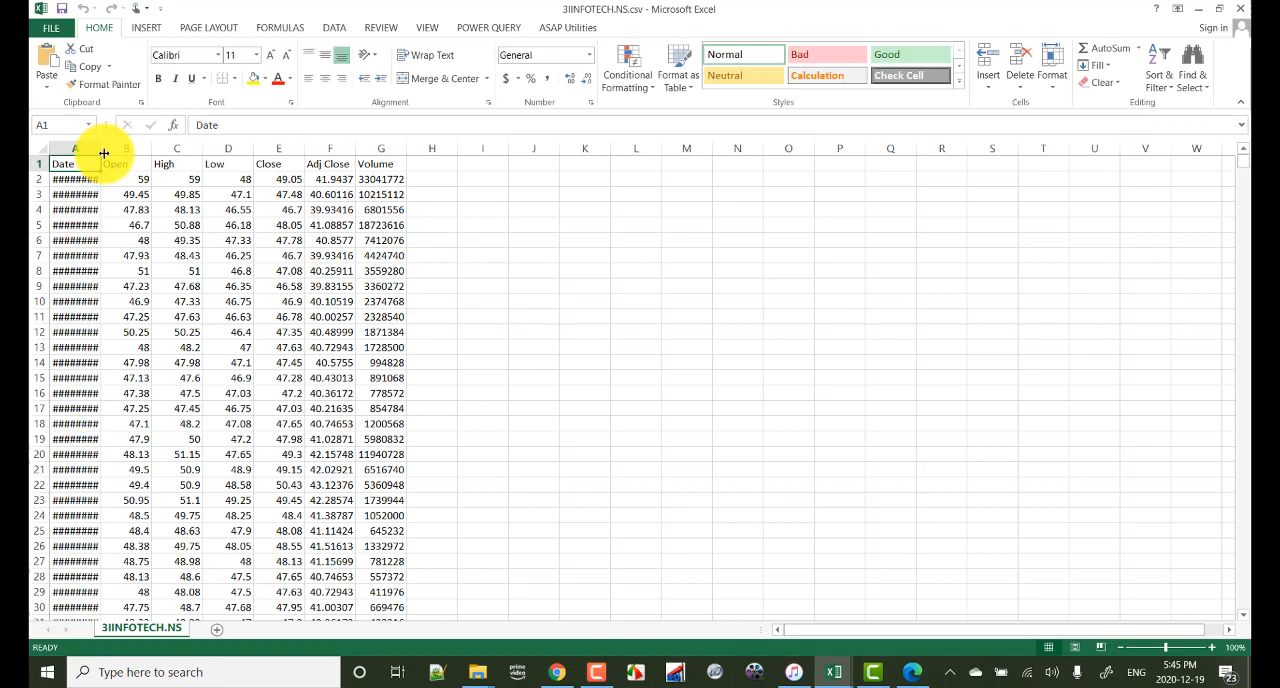 3IINFOTECH.NS.csv - Microsoft Excel
? 
Sign in
FILE HOME INSERT PAGE LAYOUT FORMULAS DATA REVIEW VIEW POWER QUERY ASAP Utilities
Paste
Cut
Copy
Format Painter
Clipboard
Calibri 11 A A
B I U A
Font
Wrap Text
Merge & Center
Alignment
General
$ % ,
Number
Conditional Formatting
Format as Table
Normal Bad Good
Neutral Calculation Check Cell
Styles
Insert Delete Format
Cells
AutoSum
Fill
Clear
Sort & Filter
Find & Select
Editing
A1 fx Date
A B C D E F G H I J K L M N O P Q R S T U V W
1 Date Open High Low Close Adj Close Volume
2 ######## 59 59 48 49.05 41.9437 33041772
3 ######## 49.45 49.85 47.1 47.48 40.60116 10215112
4 ######## 47.83 48.13 46.55 46.7 39.93416 6801556
5 ######## 46.7 50.88 46.18 48.05 41.08857 18723616
6 ######## 48 49.35 47.33 47.78 40.8577 7412076
7 ######## 47.93 48.43 46.25 46.7 39.93416 4424740
8 ######## 51 51 46.8 47.08 40.25911 3559280
9 ######## 47.23 47.68 46.35 46.58 39.83155 3360272
10 ######## 46.9 47.33 46.75 46.9 40.10519 2374768
11 ######## 47.25 47.63 46.63 46.78 40.00257 2328540
12 ######## 50.25 50.25 46.4 47.35 40.48999 1871384
13 ######## 48 48.2 47 47.63 40.72943 1728500
14 ######## 47.98 47.98 47.1 47.45 40.5755 994828
15 ######## 47.13 47.6 46.9 47.28 40.43013 891068
16 ######## 47.38 47.5 47.03 47.2 40.36172 778572
17 ######## 47.25 47.45 46.75 47.03 40.21635 854784
18 ######## 47.1 48.2 47.08 47.65 40.74653 1200568
19 ######## 47.9 50 47.2 47.98 41.02871 5980832
20 ######## 48.13 51.15 47.65 49.3 42.15748 11940728
21 ######## 49.5 50.9 48.9 49.15 42.02921 6516740
22 ######## 49.4 50.9 48.58 50.43 43.12376 5360948
23 ######## 50.95 51.1 49.25 49.45 42.28574 1739944
24 ######## 48.5 49.75 48.25 48.4 41.38787 1052000
25 ######## 48.4 48.63 47.9 48.08 41.11424 645232
26 ######## 48.38 49.75 48.05 48.55 41.51613 1332972
27 ######## 48.75 48.98 48 48.13 41.15699 781228
28 ######## 48.13 48.6 47.5 47.65 40.74653 557372
29 ######## 48 48.08 47.5 47.63 40.72943 411976
30 ######## 47.75 48.7 47.68 47.95 41.00307 669476
3IINFOTECH.NS
READY 100%
Type here to search
prime video
ENG
5:45 PM
2020-12-19
23